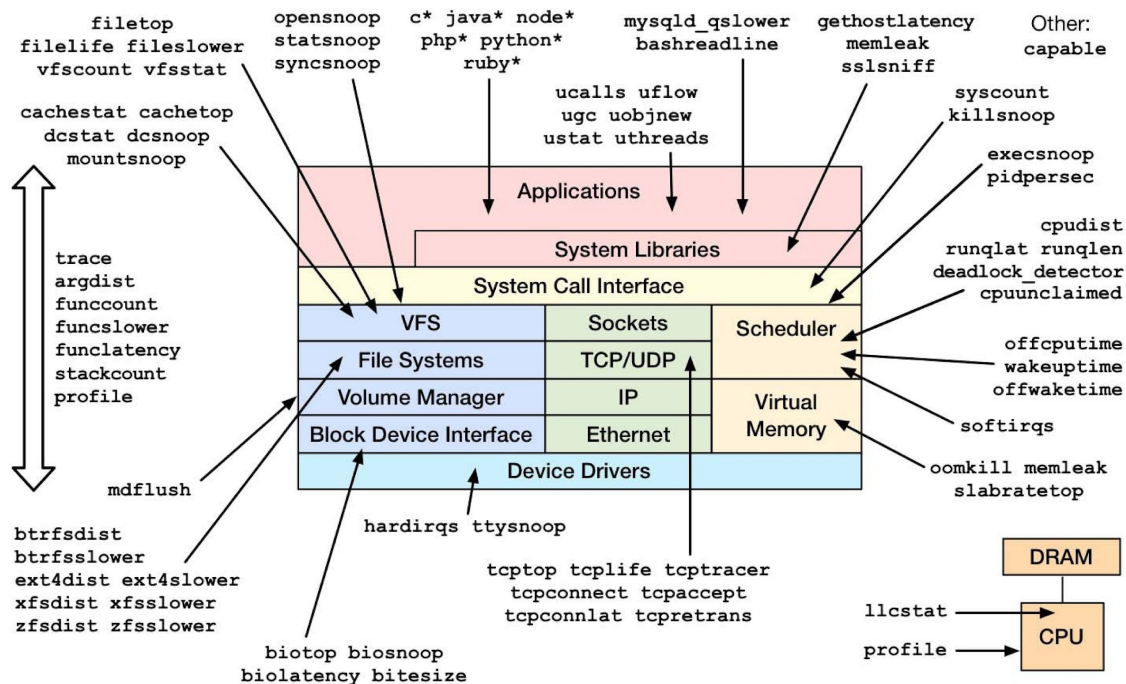 filetop
filelife fileslower
vfscount vfsstat
opensnoop
statsnoop
syncsnoop
c* java* node*
php* python*
ruby*
mysqld_qslower
bashreadline
gethostlatency
memleak
sslsniff
Other:
capable
cachestat cachetop
dcstat dcsnoop
mountsnoop
ucalls uflow
ugc uobjnew
ustat uthreads
syscount
killsnoop
execsnoop
pidpersec
Applications
System Libraries
System Call Interface
cpudist
runqlat runqlen
deadlock_detector
cpuunclaimed
trace
argdist
funccount
funcslower
funclatency
stackcount
profile
VFS
Sockets
Scheduler
File Systems
TCP/UDP
Volume Manager
IP
Virtual
Memory
Block Device Interface
Ethernet
Device Drivers
offcputime
wakeuptime
offwaketime
softirqs
oomkill memleak
slabratetop
mdflush
hardirqs ttysnoop
btrfsdist
btrfsslower
ext4dist ext4slower
xfsdist xfsslower
zfsdist zfsslower
tcptop tcplife tcptracer
tcpconnect tcpaccept
tcpconnlat tcpretrans
biotop biosnoop
biolatency bitesize
DRAM
llcstat
CPU
profile